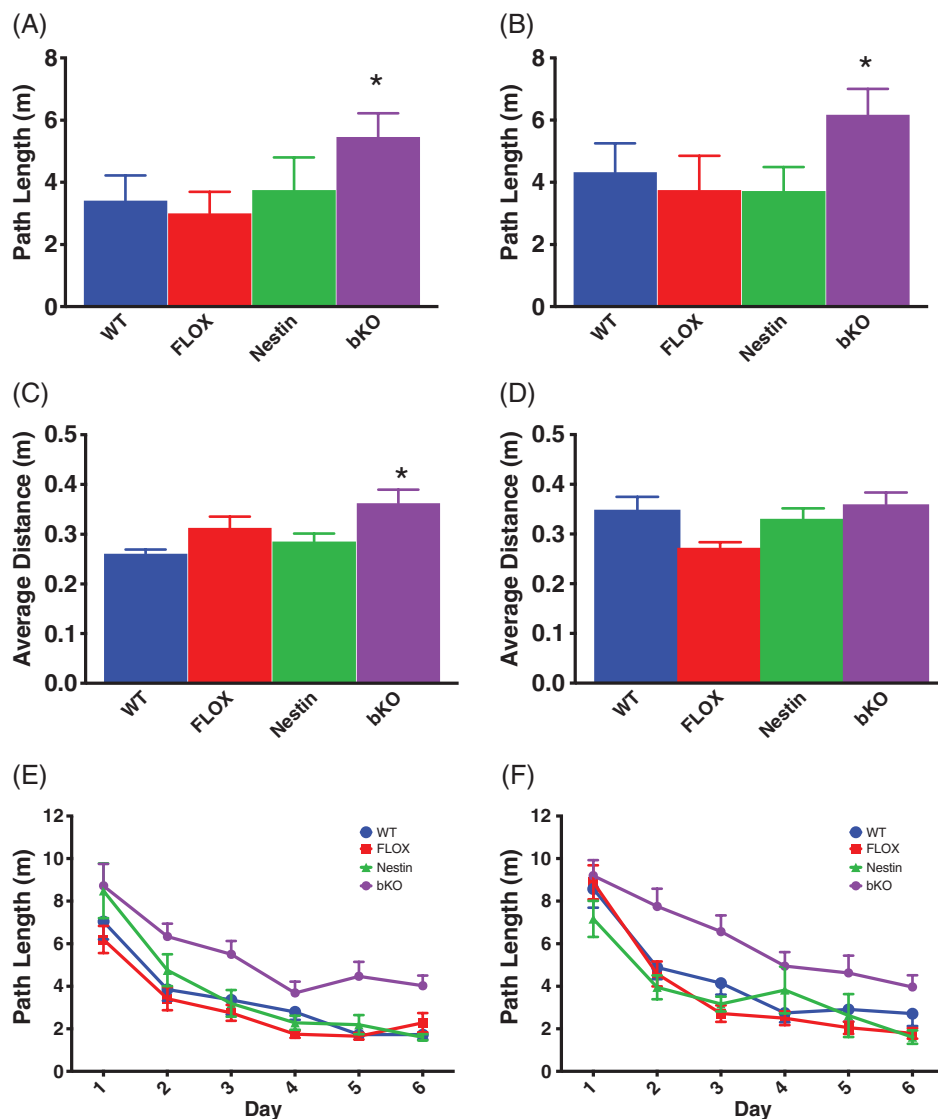 (A)
Path Length (m)
8
6
4
2
0
*
WT
FLOX
Nestin
bKO
(B)
Path Length (m)
8
6
4
2
0
*
WT
FLOX
Nestin
bKO
(C)
Average Distance (m)
0.5
0.4
0.3
0.2
0.1
0.0
*
WT
FLOX
Nestin
bKO
(D)
Average Distance (m)
0.5
0.4
0.3
0.2
0.1
0.0
WT
FLOX
Nestin
bKO
(E)
Path Length (m)
12
10
8
6
4
2
0
WT
FLOX
Nestin
bKO
1 2 3 4 5 6
Day
(F)
Path Length (m)
12
10
8
6
4
2
0
WT
FLOX
Nestin
bKO
1 2 3 4 5 6
Day